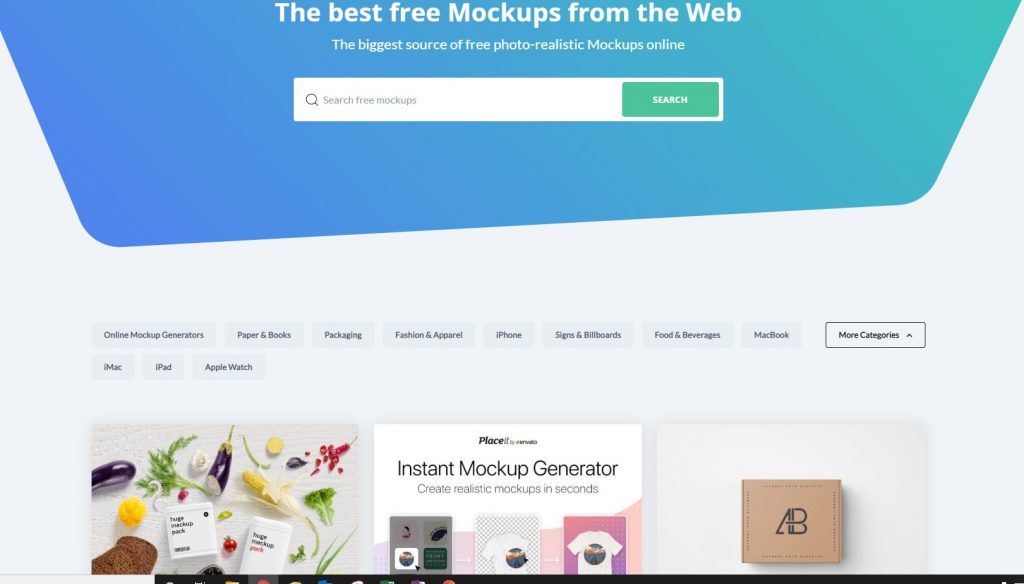 The best free Mockups from the Web
The biggest source of free photo-realistic Mockups online
Search free mockups
SEARCH
Online Mockup Generators
Paper & Books
Packaging
Fashion & Apparel
iPhone
Signs & Billboards
Food & Beverages
MacBook
More Categories
iMac
iPad
Apple Watch
huge
mockup
pack
huge
mockup
pack
Placeit by envato
Instant Mockup Generator
Create realistic mockups in seconds
AB